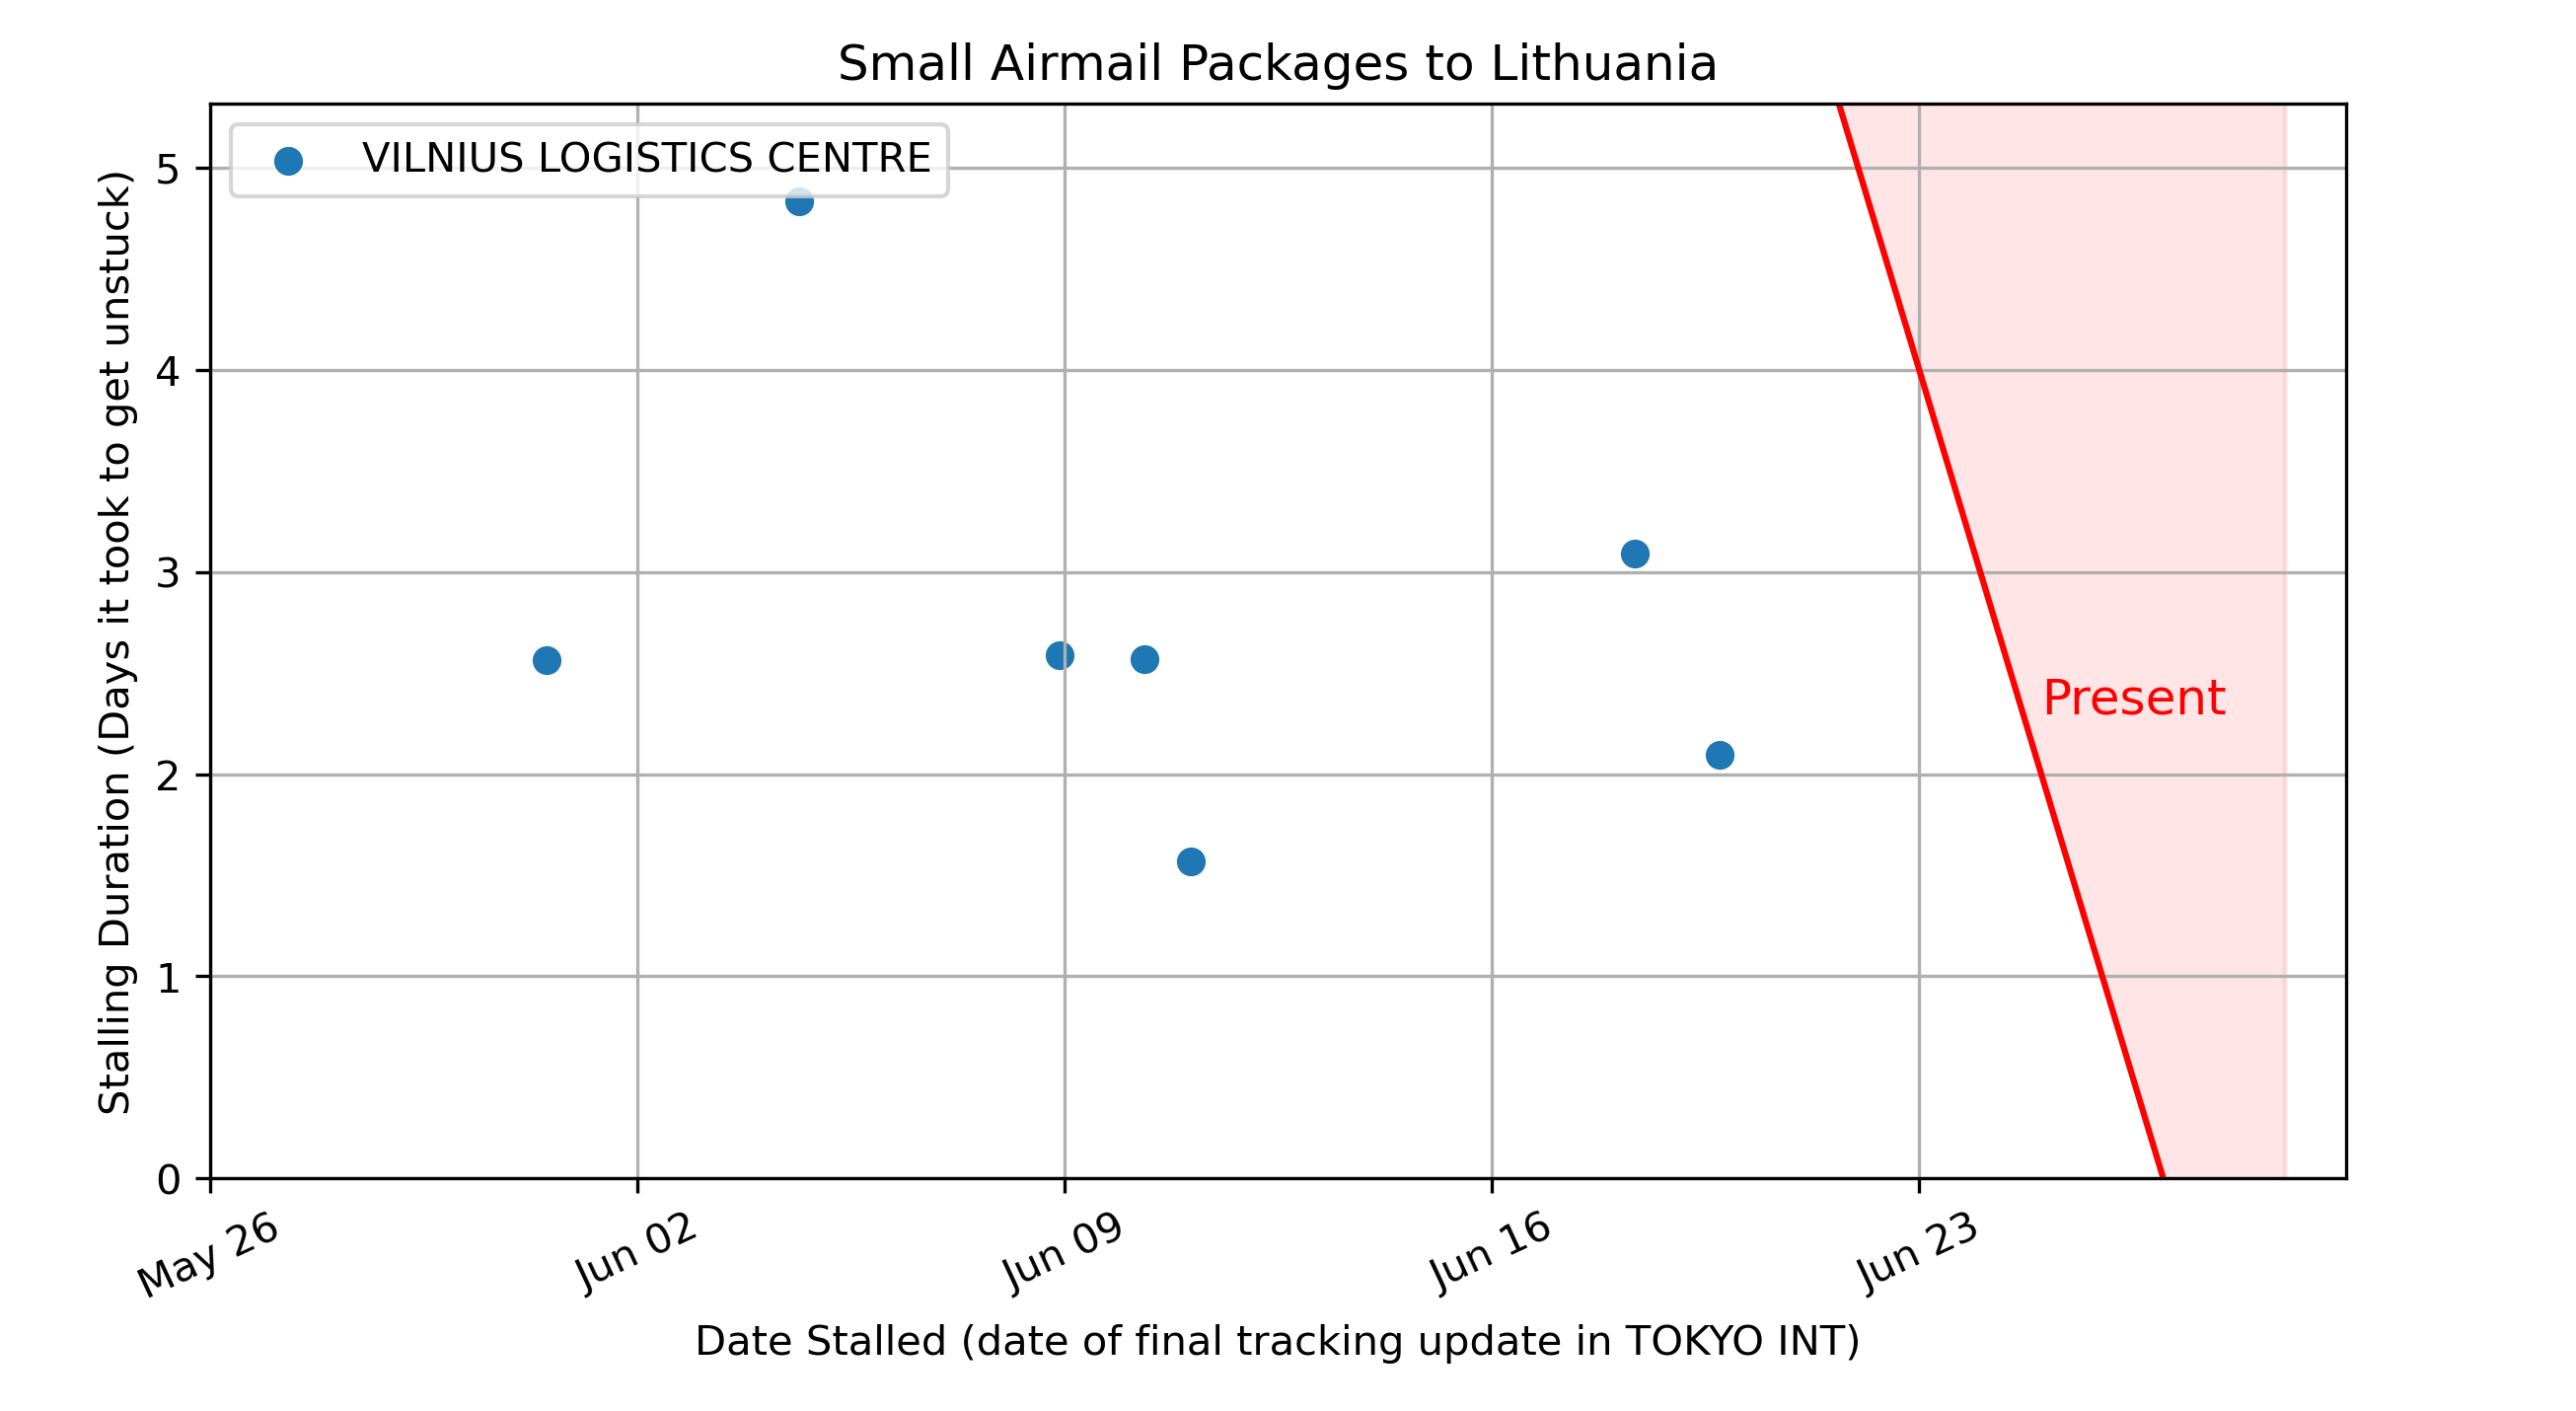 Small Airmail Packages to Lithuania
VILNIUS LOGISTICS CENTRE
Stalling Duration (Days it took to get unstuck)
5
4
3
2
1
0
Present
May 26
Jun 02
Jun 09
Jun 16
Jun 23
Date Stalled (date of final tracking update in TOKYO INT)